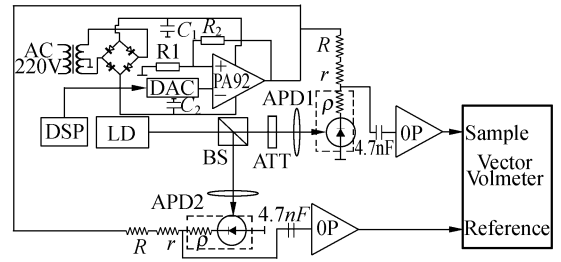 C1
R2
AC
220V
R1
+
PA92
DAC
−
C2
R
r
ρ
APD1
DSP
LD
BS
ATT
4.7nF
OP
Sample
Vector
Volmeter
Reference
APD2
4.7nF
OP
R
r
ρ